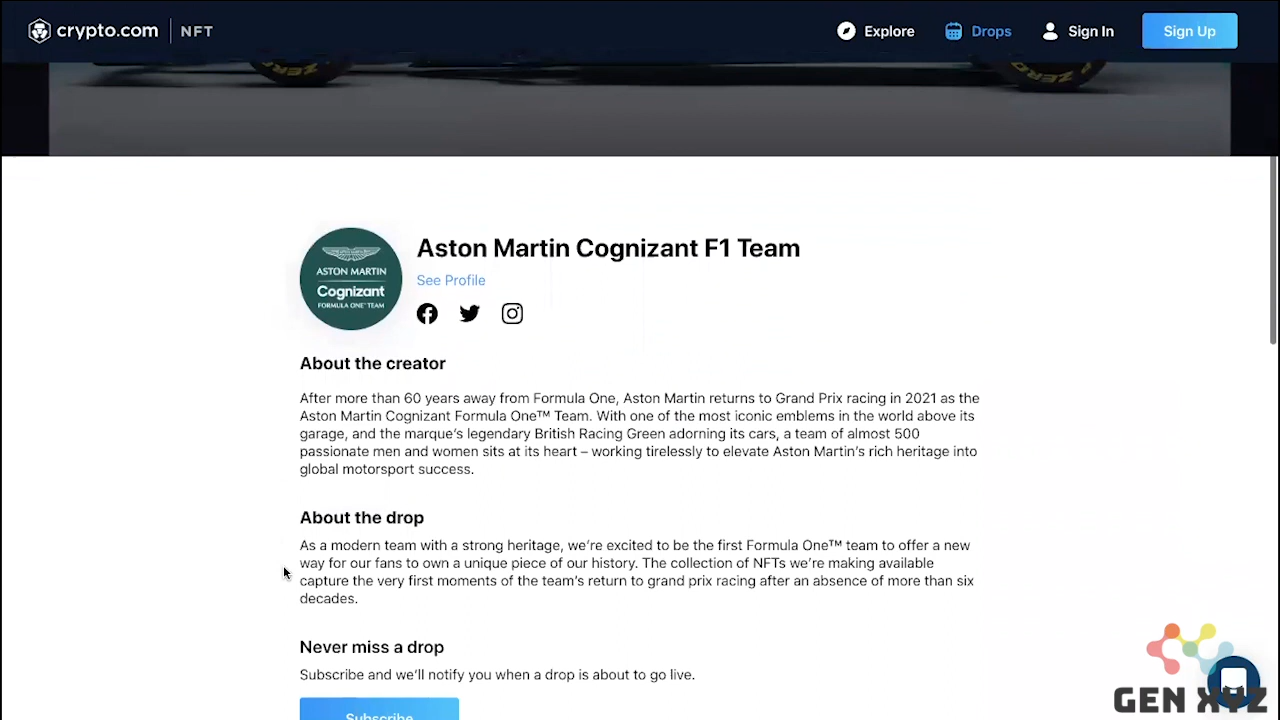 crypto.com | NFT
Explore
Drops
Sign In
Sign Up
ZERO
ZERO
Aston Martin Cognizant F1 Team
See Profile
ASTON MARTIN
Cognizant
FORMULA ONE™ TEAM
About the creator
After more than 60 years away from Formula One, Aston Martin returns to Grand Prix racing in 2021 as the
Aston Martin Cognizant Formula One™ Team. With one of the most iconic emblems in the world above its
garage, and the marque's legendary British Racing Green adorning its cars, a team of almost 500
passionate men and women sits at its heart – working tirelessly to elevate Aston Martin's rich heritage into
global motorsport success.
About the drop
As a modern team with a strong heritage, we're excited to be the first Formula One™ team to offer a new
way for our fans to own a unique piece of our history. The collection of NFTs we're making available
capture the very first moments of the team's return to grand prix racing after an absence of more than six
decades.
Never miss a drop
Subscribe and we'll notify you when a drop is about to go live.
Subscribe
GEN XYZ